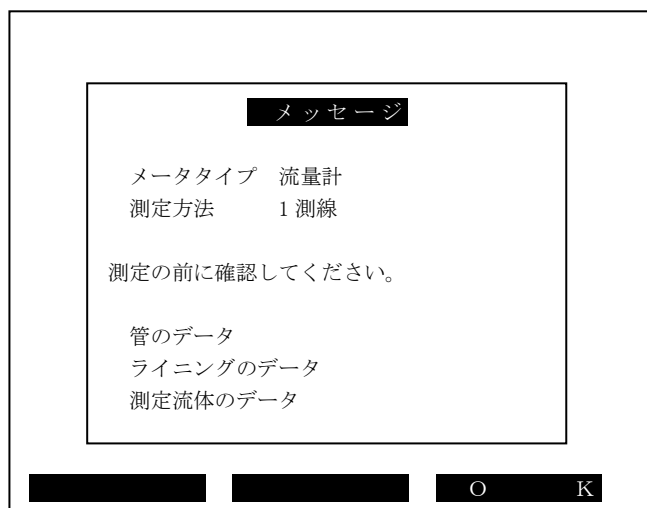 メッセージ
メータタイプ　流量計
測定方法　　　１測線
測定の前に確認してください。
管のデータ
ライニングのデータ
測定流体のデータ
Ｏ　　　Ｋ